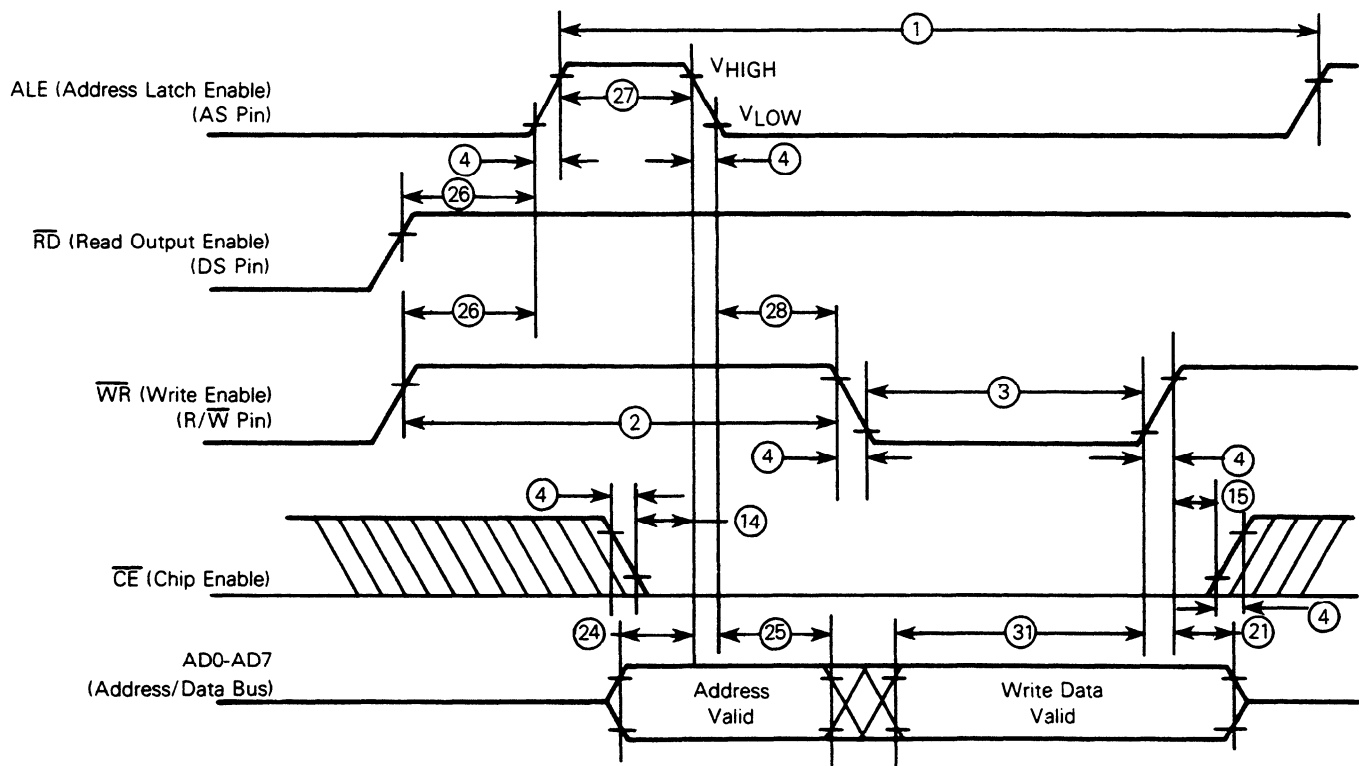 1
ALE (Address Latch Enable)
(AS Pin)
27
VHIGH
VLOW
4
4
26
RD (Read Output Enable)
(DS Pin)
26
28
WR (Write Enable)
(R/W Pin)
3
2
4
4
4
15
14
CE (Chip Enable)
4
24
25
31
21
AD0-AD7
(Address/Data Bus)
Address
Valid
Write Data
Valid